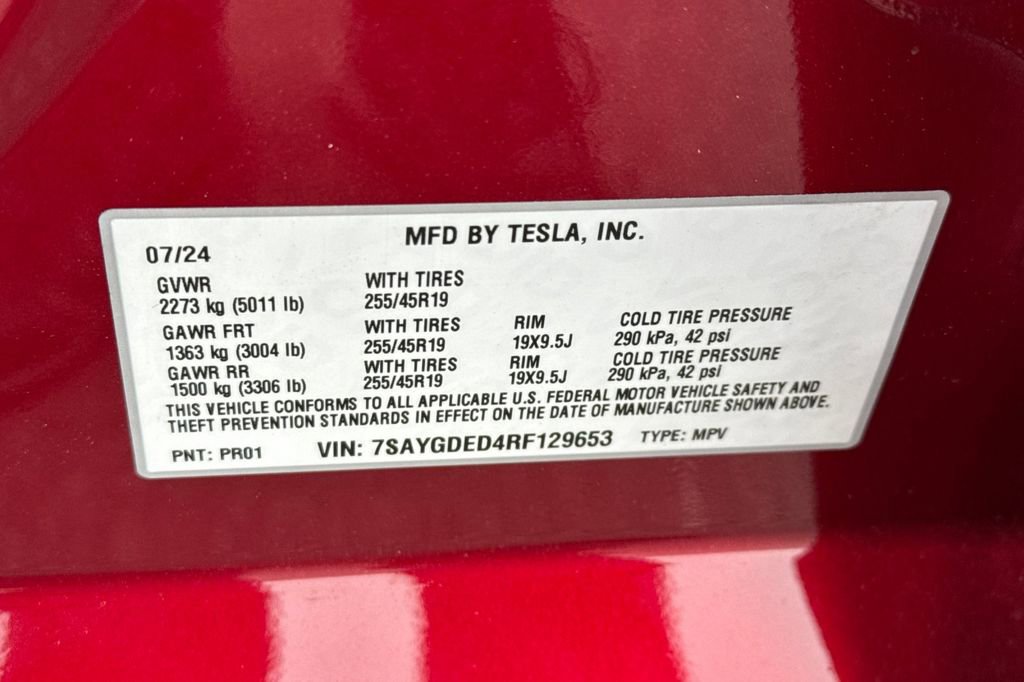 MFD BY TESLA, INC.
07/24
GVWR WITH TIRES
2273 kg (5011 lb) 255/45R19
GAWR FRT WITH TIRES RIM COLD TIRE PRESSURE
1363 kg (3004 lb) 255/45R19 19X9.5J 290 kPa, 42 psi
GAWR RR WITH TIRES RIM COLD TIRE PRESSURE
1500 kg (3306 lb) 255/45R19 19X9.5J 290 kPa, 42 psi
THIS VEHICLE CONFORMS TO ALL APPLICABLE U.S. FEDERAL MOTOR VEHICLE SAFETY AND
THEFT PREVENTION STANDARDS IN EFFECT ON THE DATE OF MANUFACTURE SHOWN ABOVE.
PNT: PR01 VIN: 7SAYGDED4RF129653 TYPE: MPV